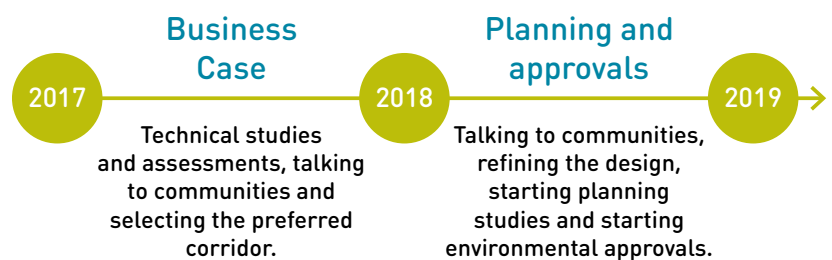 Business
Case
Planning and
approvals
2017
2018
2019
Technical studies
and assessments, talking
to communities and
selecting the preferred
corridor.
Talking to communities,
refining the design,
starting planning
studies and starting
environmental approvals.